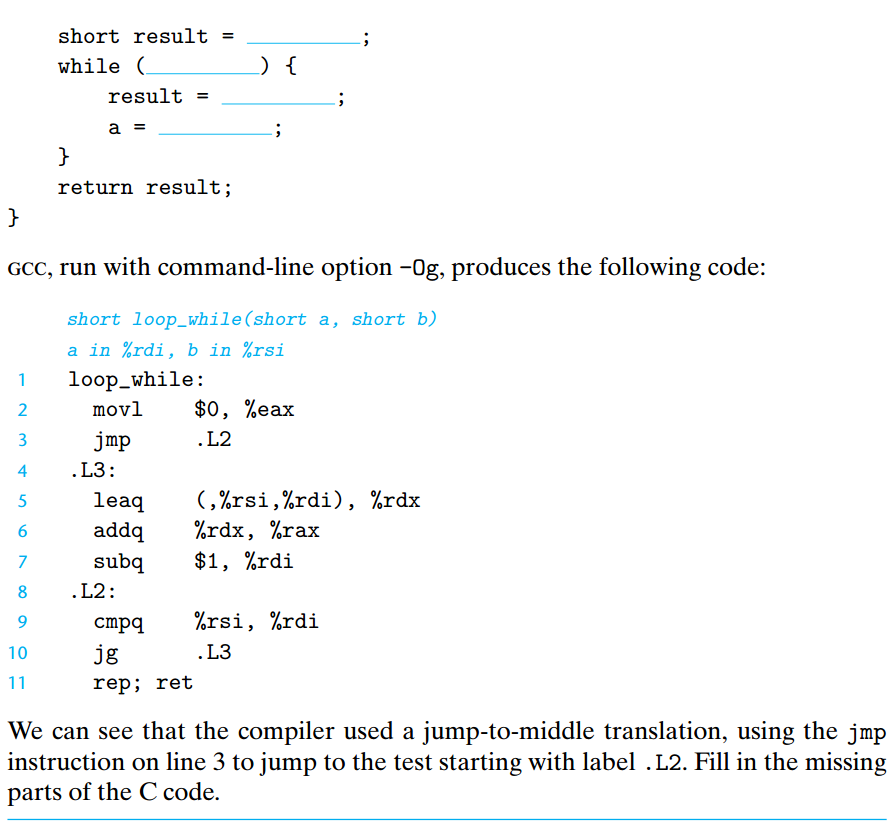 short result = __________;
while (__________) {
result = __________;
a = __________;
}
return result;
}
GCC, run with command-line option -Og, produces the following code:
short loop_while(short a, short b)
a in %rdi, b in %rsi
1 loop_while:
2 movl $0, %eax
3 jmp .L2
4 .L3:
5 leaq (,%rsi,%rdi), %rdx
6 addq %rdx, %rax
7 subq $1, %rdi
8 .L2:
9 cmpq %rsi, %rdi
10 jg .L3
11 rep; ret
We can see that the compiler used a jump-to-middle translation, using the jmp
instruction on line 3 to jump to the test starting with label .L2. Fill in the missing
parts of the C code.